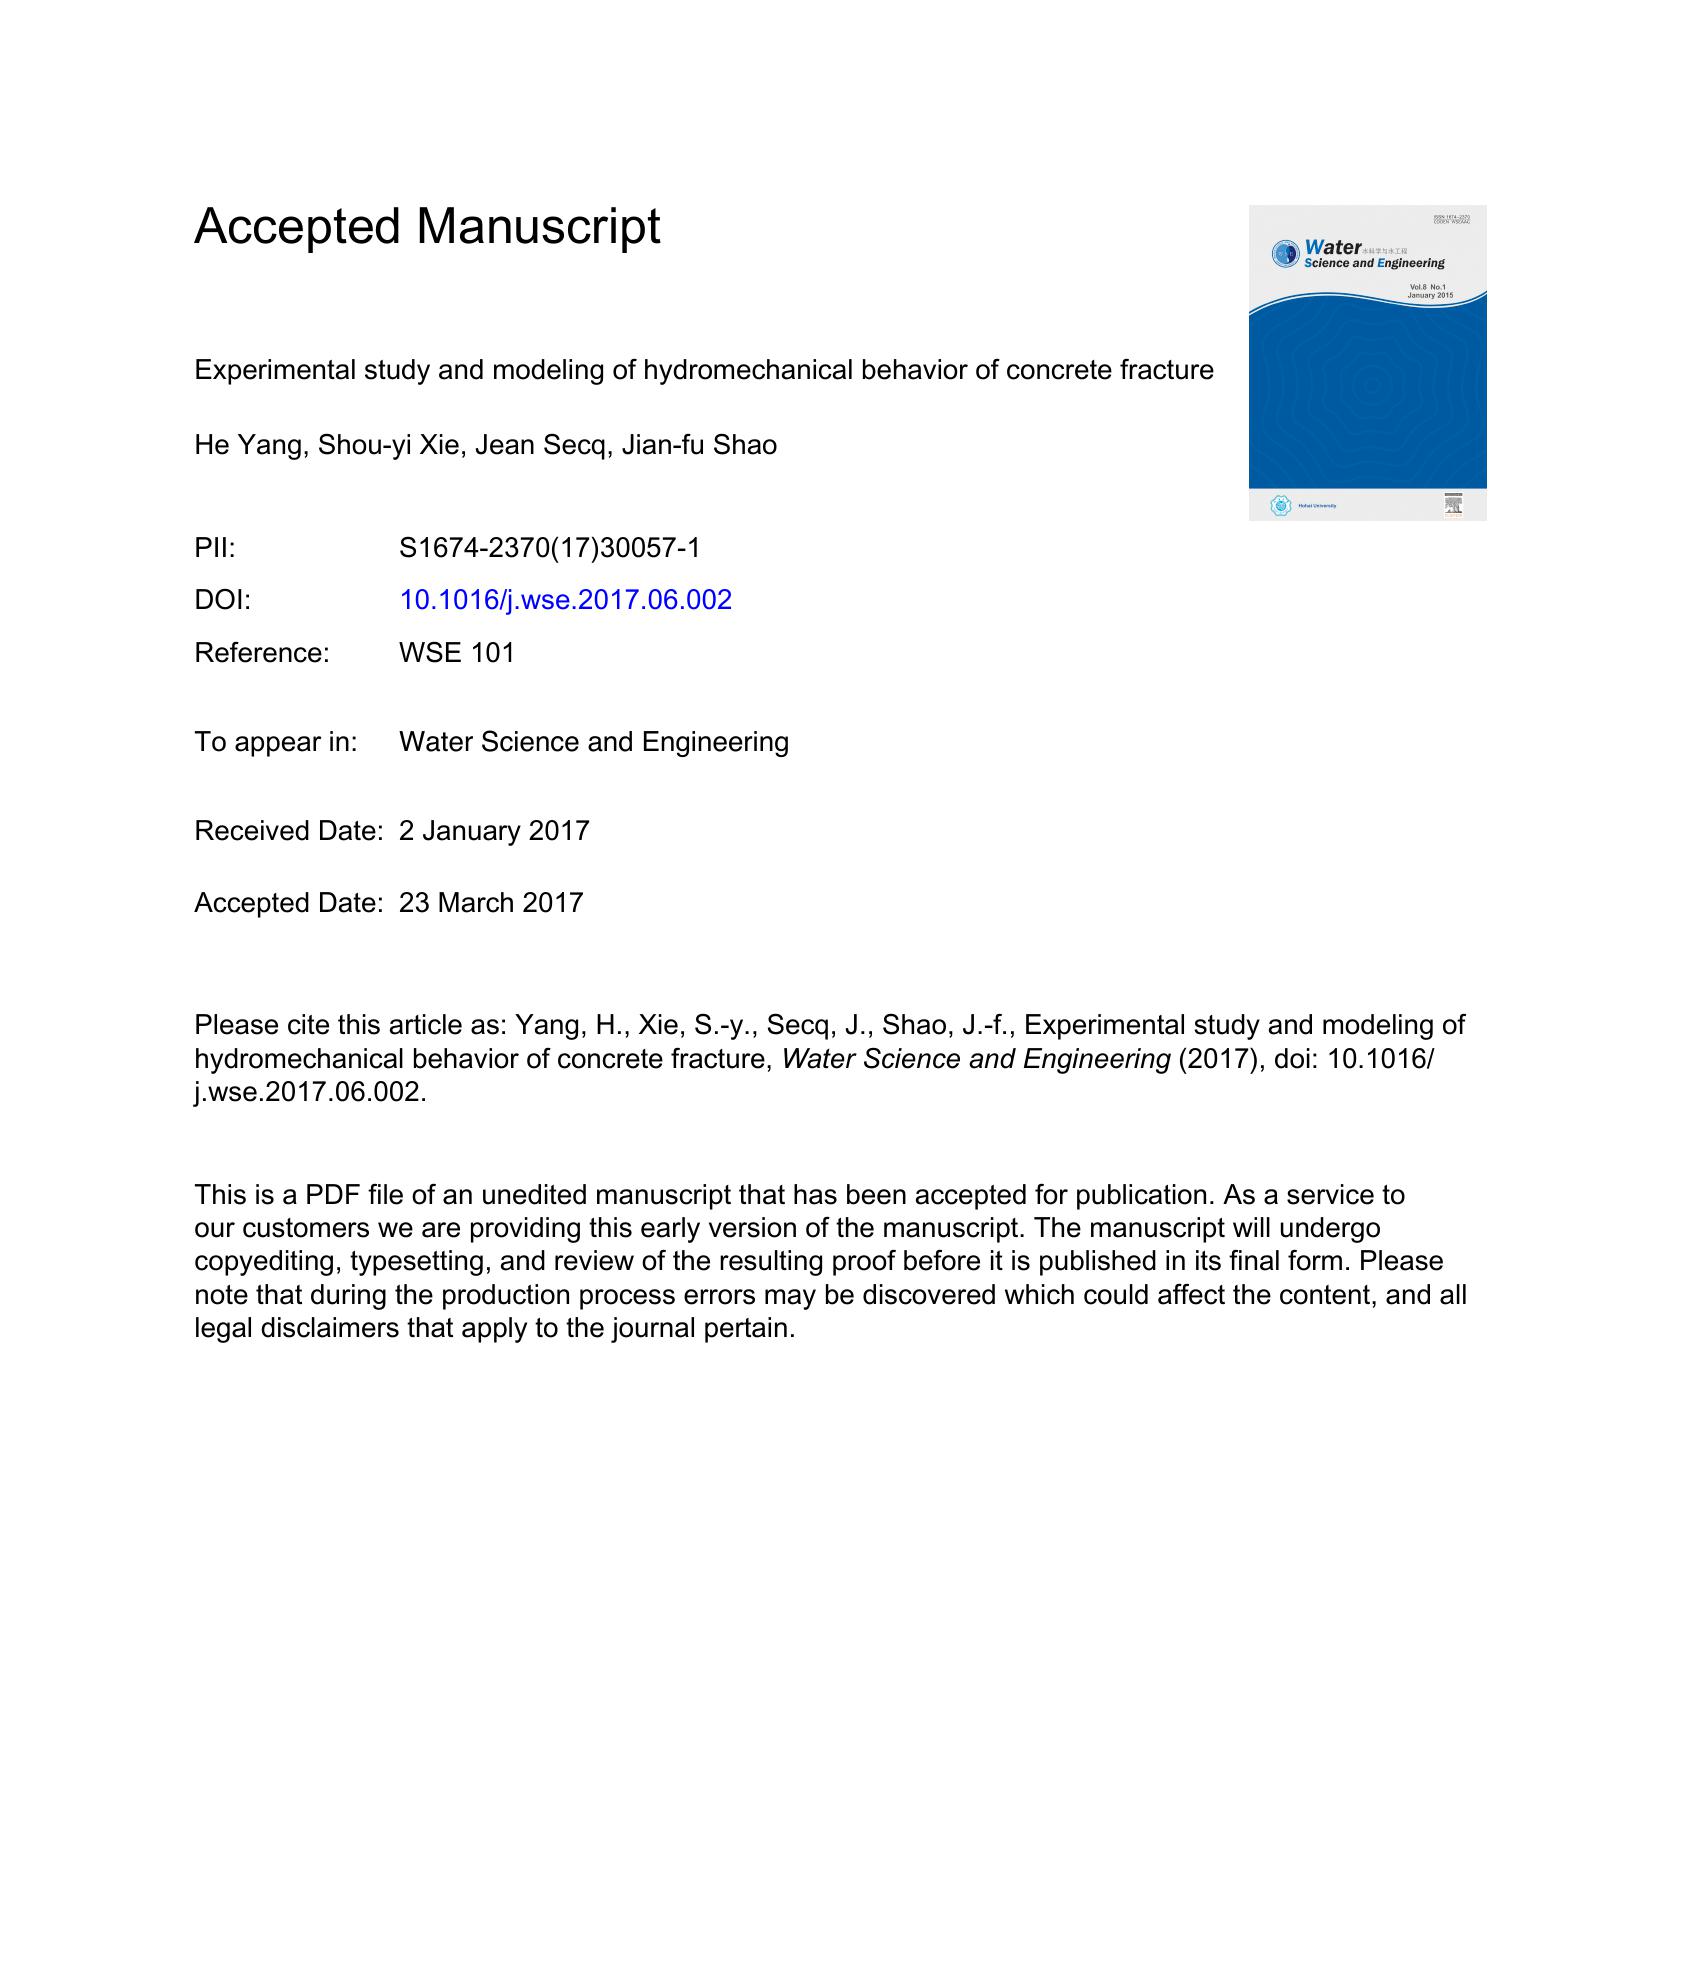 Accepted Manuscript
ISSN 1674-2370
CODEN WSEAAC
Water 水科学与水工程
Science and Engineering
Vol.8 No.1
January 2015
Hohai University
Experimental study and modeling of hydromechanical behavior of concrete fracture
He Yang, Shou-yi Xie, Jean Secq, Jian-fu Shao
PII: S1674-2370(17)30057-1
DOI: 10.1016/j.wse.2017.06.002
Reference: WSE 101
To appear in: Water Science and Engineering
Received Date: 2 January 2017
Accepted Date: 23 March 2017
Please cite this article as: Yang, H., Xie, S.-y., Secq, J., Shao, J.-f., Experimental study and modeling of
hydromechanical behavior of concrete fracture, Water Science and Engineering (2017), doi: 10.1016/
j.wse.2017.06.002.
This is a PDF file of an unedited manuscript that has been accepted for publication. As a service to
our customers we are providing this early version of the manuscript. The manuscript will undergo
copyediting, typesetting, and review of the resulting proof before it is published in its final form. Please
note that during the production process errors may be discovered which could affect the content, and all
legal disclaimers that apply to the journal pertain.